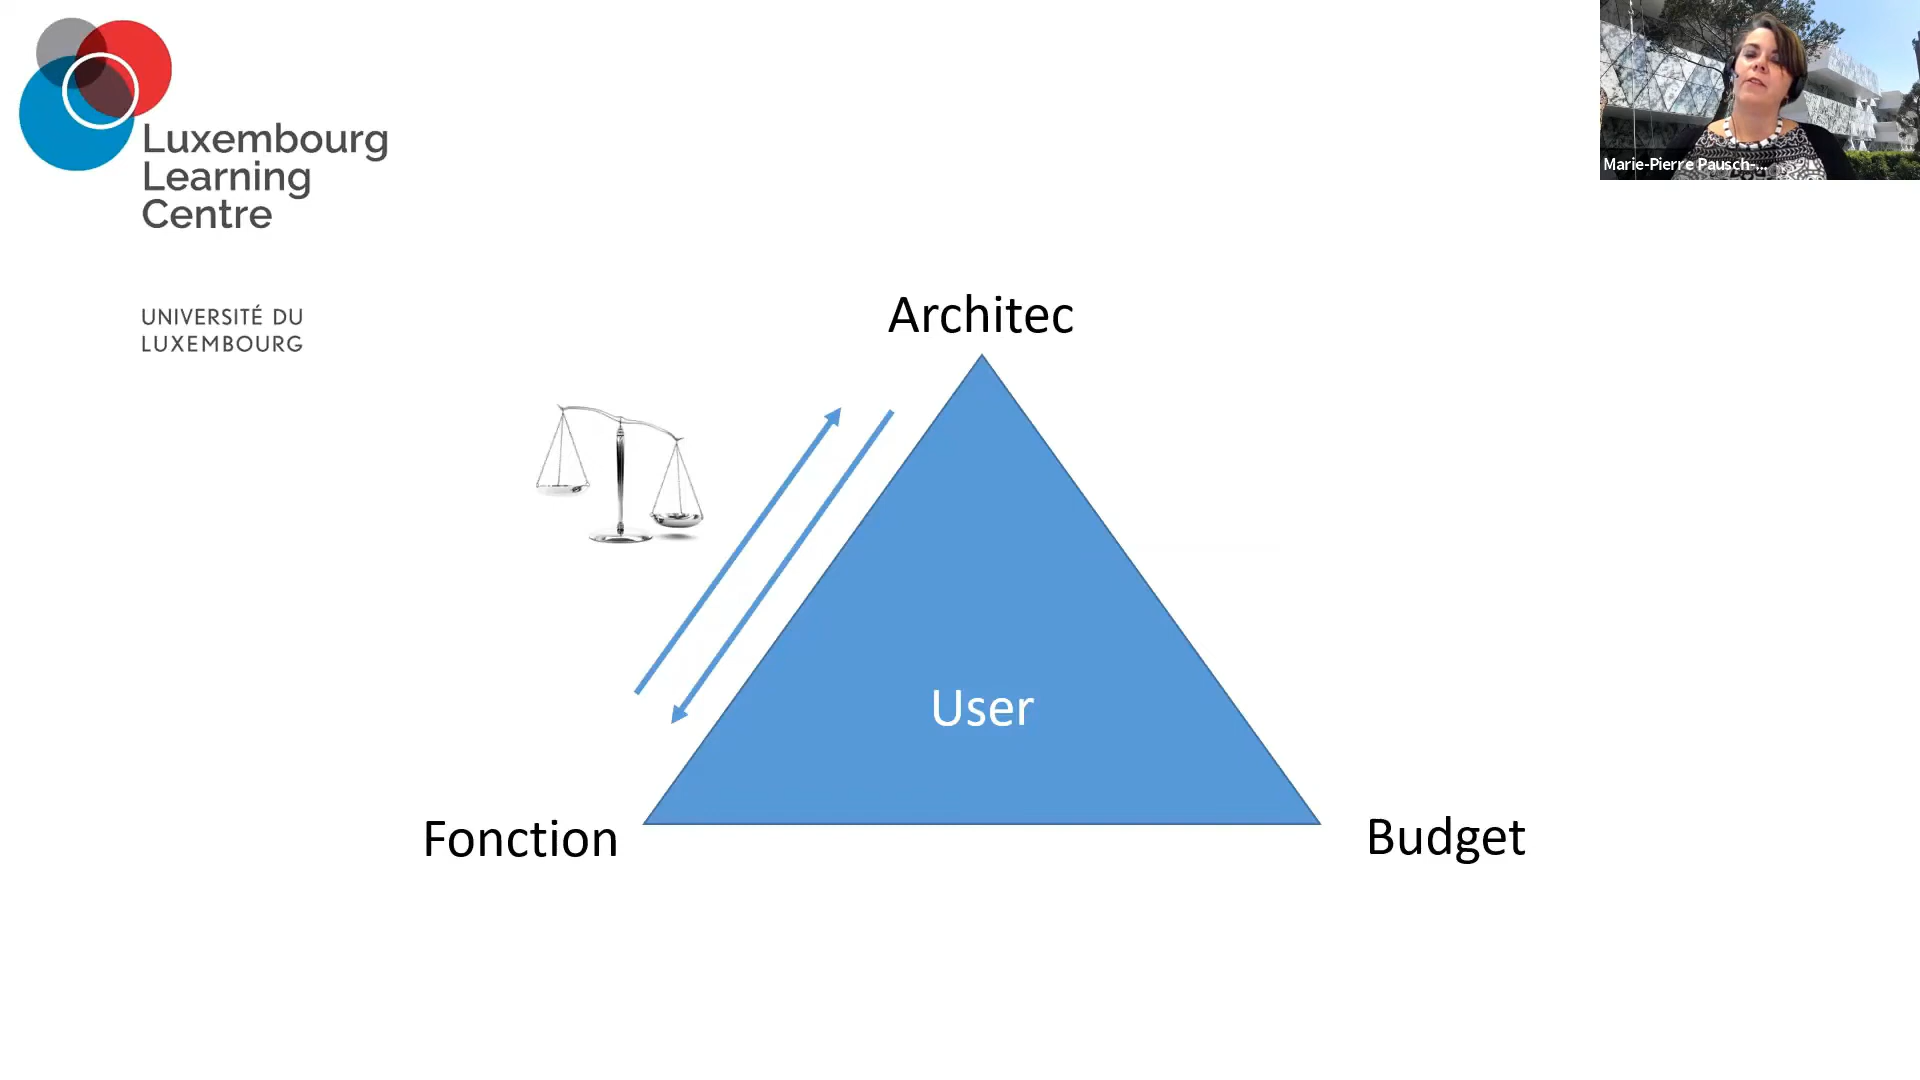 Luxembourg
Learning
Centre
UNIVERSITÉ DU
LUXEMBOURG
Marie-Pierre Pausch-...
Architec
User
Fonction
Budget